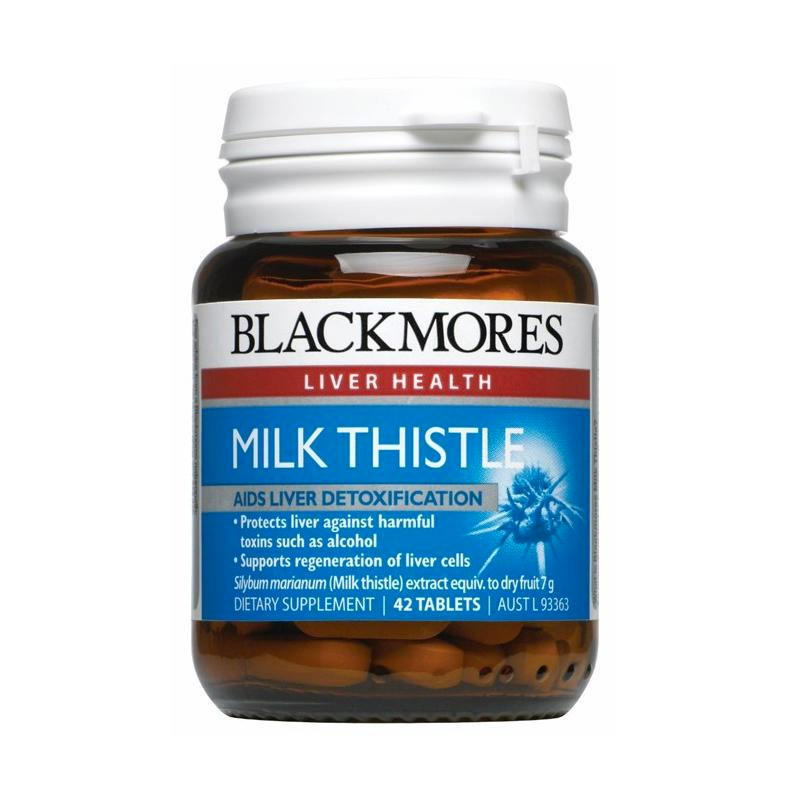 BLACKMORES
LIVER HEALTH
MILK THISTLE
AIDS LIVER DETOXIFICATION
• Protects liver against harmful
toxins such as alcohol
• Supports regeneration of liver cells
Silybum marianum (Milk thistle) extract equiv. to dry fruit 7 g
DIETARY SUPPLEMENT | 42 TABLETS | AUST L 93363